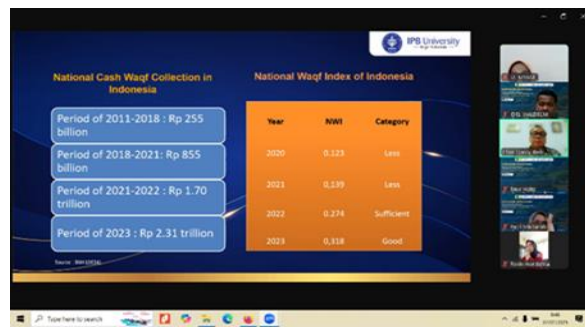 IPB University
National Cash Waqf Collection in
Indonesia
Period of 2011-2018 : Rp 255
billion
Period of 2018-2021: Rp 855
billion
Period of 2021-2022 : Rp 1.70
trillion
Period of 2023 : Rp 2.31 trillion
National Waqf Index of Indonesia
Year NWI Category
2020 0.123 Less
2021 0,139 Less
2022 0.274 Sufficient
2023 0,318 Good
Type here to search